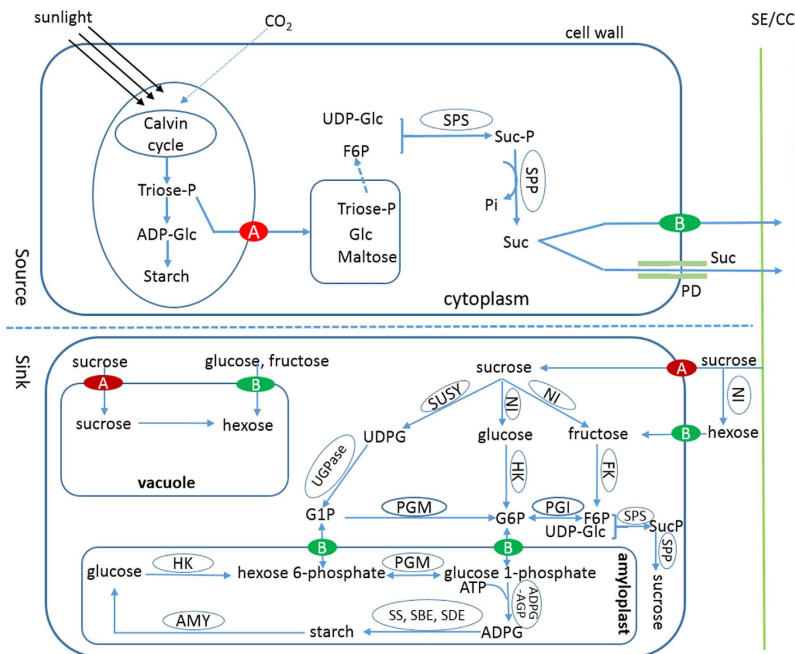 sunlight
CO2
cell wall
SE/CC
Calvin
cycle
UDP-Glc
SPS
Suc-P
F6P
SPP
Triose-P
Pi
Triose-P
A
Glc
Maltose
ADP-Glc
Suc
B
Starch
Suc
PD
cytoplasm
Source
Sink
sucrose
glucose, fructose
A
B
sucrose
hexose
vacuole
sucrose
A
sucrose
SUSY
NI
NI
NI
UDPG
glucose
fructose
B
hexose
UGPase
HK
FK
G1P
PGM
G6P
PGI
F6P
UDP-Glc
SPS
SucP
SPP
sucrose
B
B
glucose
HK
hexose 6-phosphate
PGM
glucose 1-phosphate
ATP
ADPG
-AGP
amyloplast
AMY
starch
SS, SBE, SDE
ADPG